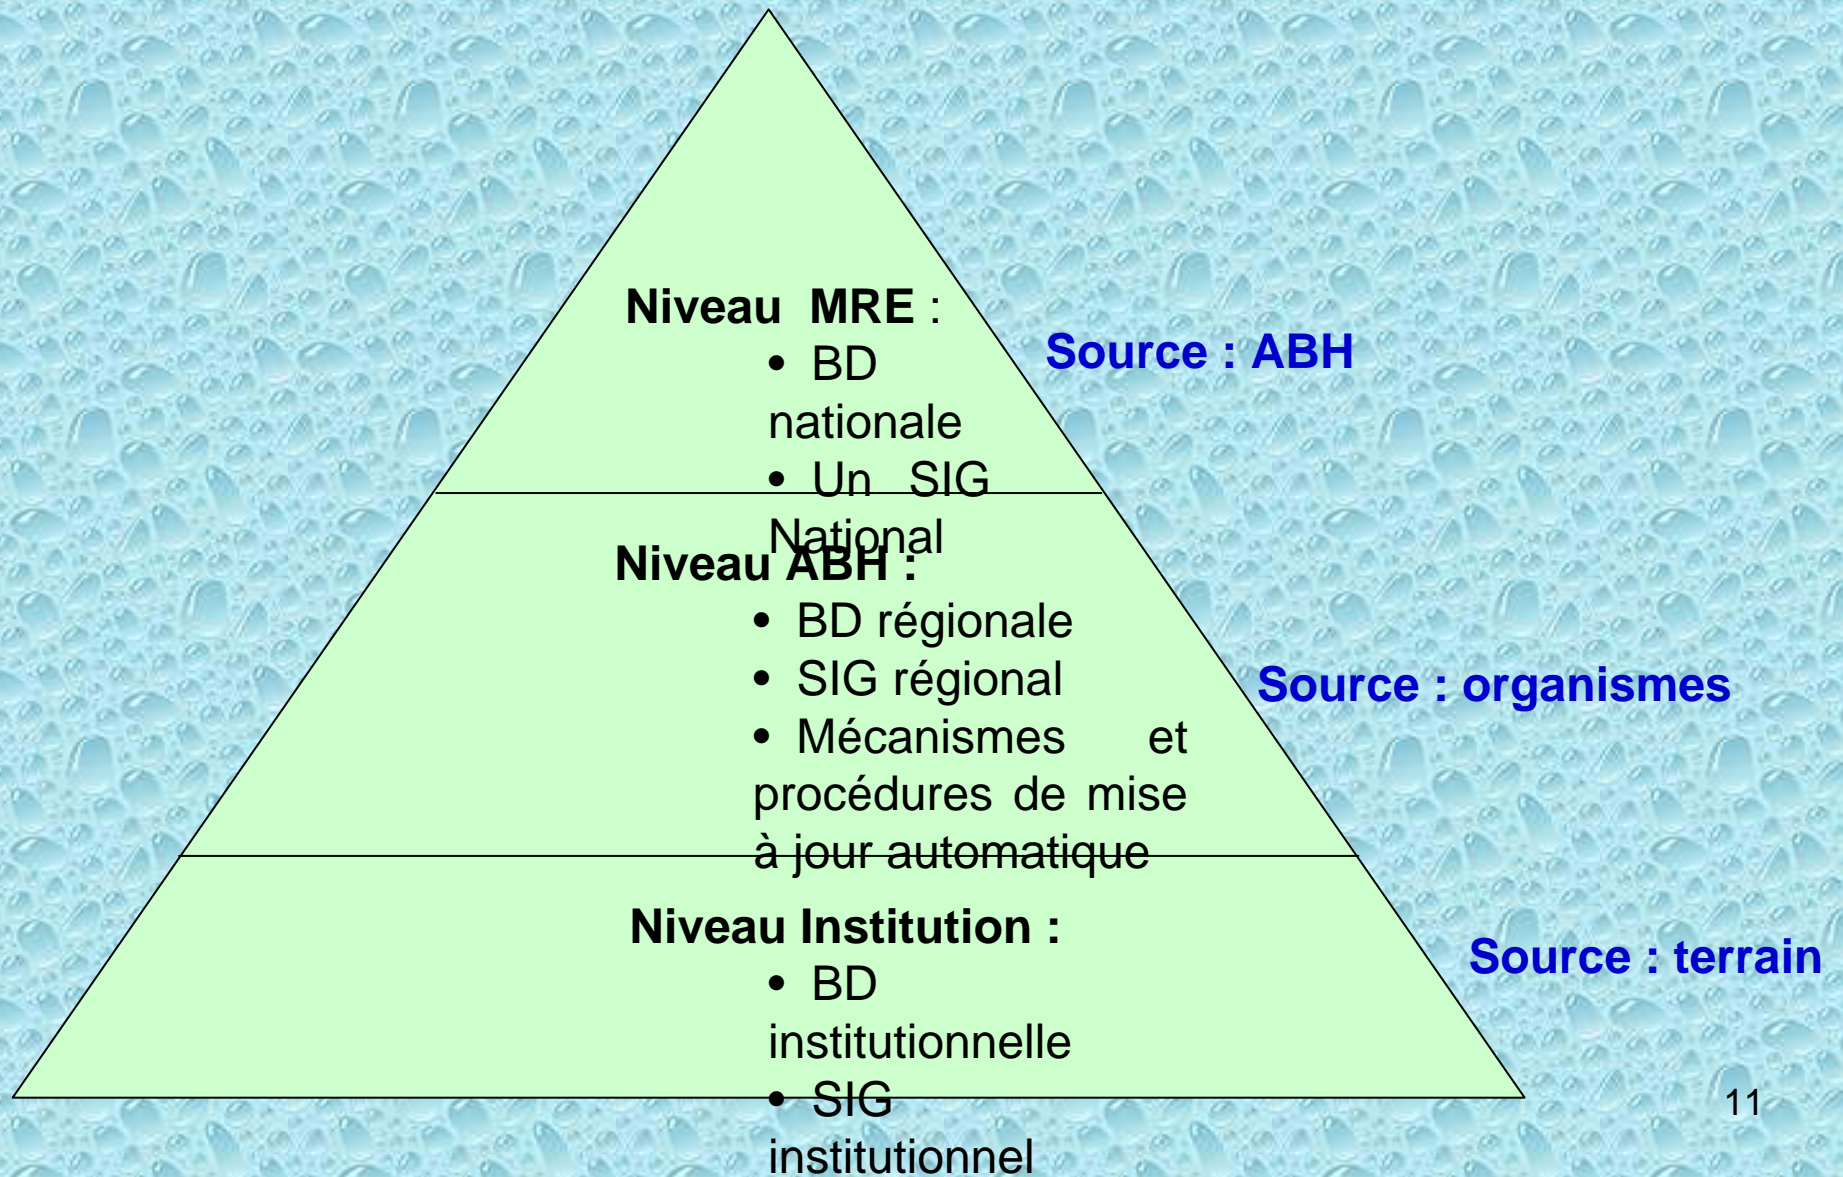 Niveau MRE :
• BD
nationale
• Un SIG
National
Source : ABH
Niveau ABH :
• BD régionale
• SIG régional
• Mécanismes et
procédures de mise
à jour automatique
Source : organismes
Niveau Institution :
• BD
institutionnelle
• SIG
institutionnel
Source : terrain
11